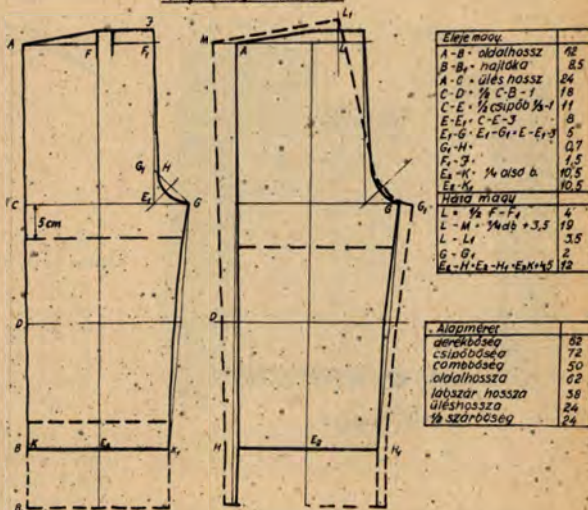 J
L₁
A
F
F₁
M
A
L
G₁
H
E₁
C
G
G
G₁
5cm
D
D
B
K
E₂
K₁
H
E₂
H₁
B₁
Eleje magy.
A-B = oldalhossz 62
B-B₁ = hajtóka 8,5
A-C = üléshossz 24
C-D = ½ C-B-1 18
C-E = ½ csipőb ½-1 11
E-E₁ = C-E-3 8
E₁-G = E₁-G₁ = E-E₁-3 5
G₁-H = 0,7
F₁-J = 1,5
E₂-K = ¼ alsó b. 10,5
E₂-K₁ 10,5
Háta magy
L = ½ F-F₁ 4
L-M = ¼ db + 3,5 19
L-L₁ 3,5
G-G₁ 2
E₂-H = E₂-H₁ = E₂K+1,5 12
Alapméret
derékbőség 62
csipőbőség 72
combbőség 50
oldalhossza 62
lábszár hossza 38
üléshossza 24
½ szárbőség 24